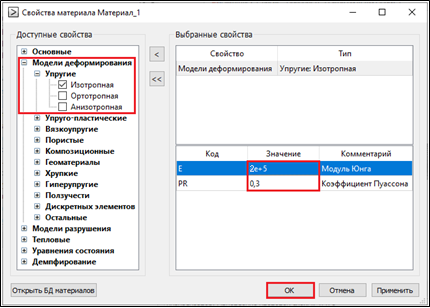 Свойства материала Материал_1
Доступные свойства
Основные
Модели деформирования
Упругие
Изотропная
Ортотропная
Анизотропная
Упруго-пластические
Вязкоупругие
Пористые
Композиционные
Геоматериалы
Хрупкие
Гиперупругие
Ползучести
Дискретных элементов
Остальные
Модели разрушения
Тепловые
Уравнения состояния
Демпфирование
<
<<
Выбранные свойства
Свойство Тип
Модели деформирования Упругие: Изотропная
Код Значение Комментарий
E 2e+5 Модуль Юнга
PR 0,3 Коэффициент Пуассона
Открыть БД материалов
OK Отмена Применить